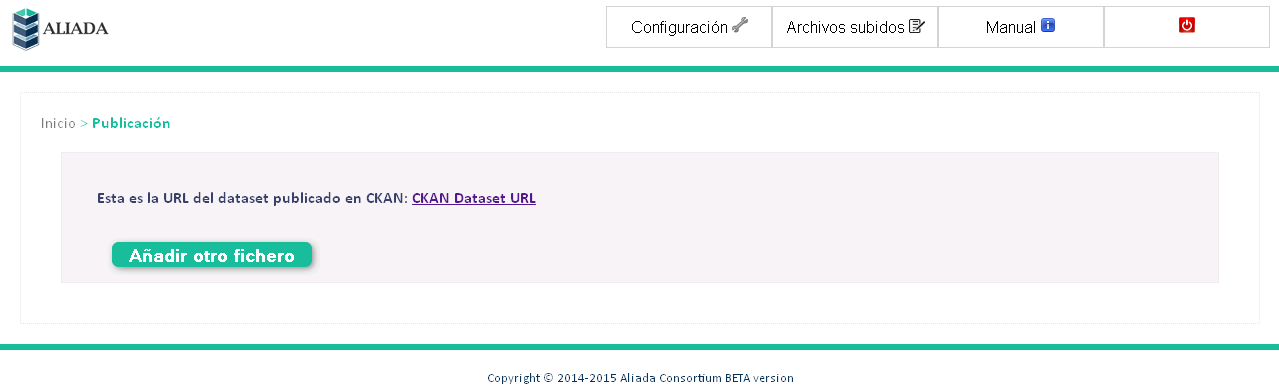 ALIADA
Configuración
Archivos subidos
Manual
Inicio > Publicación
Esta es la URL del dataset publicado en CKAN: CKAN Dataset URL
Añadir otro fichero
Copyright © 2014-2015 Aliada Consortium BETA version